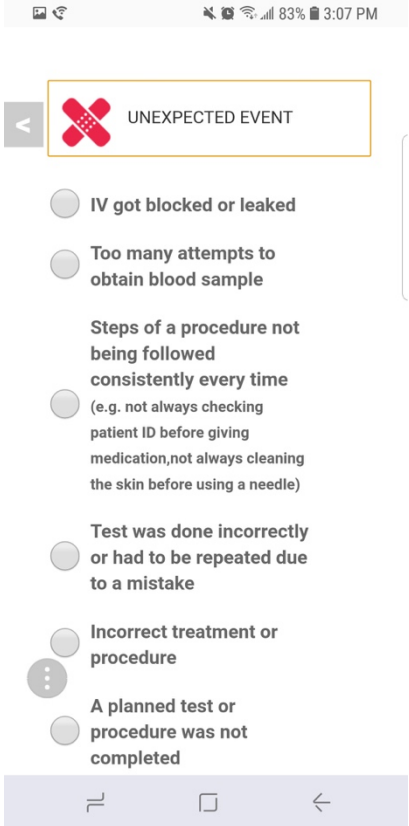 83% 3:07 PM
<
UNEXPECTED EVENT
IV got blocked or leaked
Too many attempts to
obtain blood sample
Steps of a procedure not
being followed
consistently every time
(e.g. not always checking
patient ID before giving
medication,not always cleaning
the skin before using a needle)
Test was done incorrectly
or had to be repeated due
to a mistake
Incorrect treatment or
procedure
A planned test or
procedure was not
completed